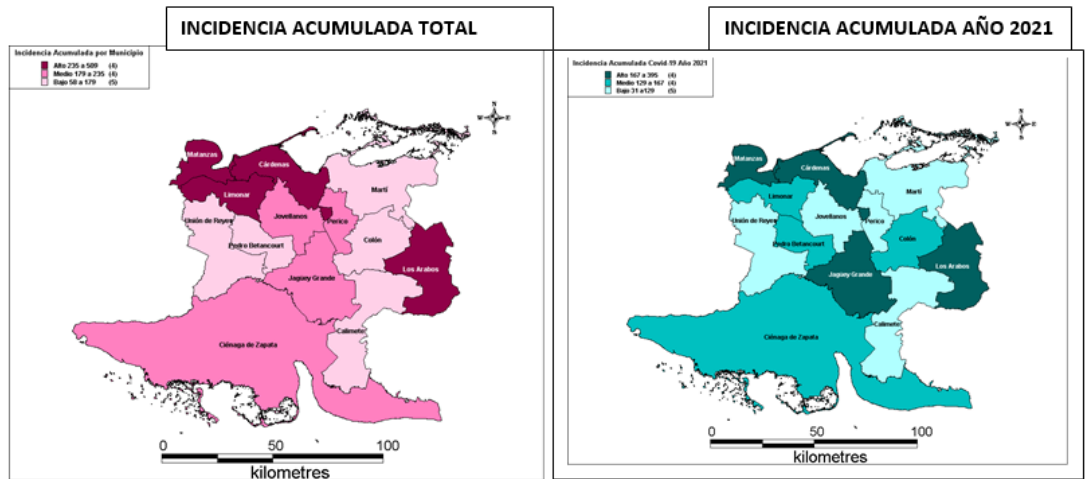 INCIDENCIA ACUMULADA TOTAL
Incidencia Acumulada por Municipio
Alto 235 a 509 (4)
Medio 179 a 235 (4)
Bajo 58 a 179 (5)
N
W E
S
Matanzas
Cárdenas
Martí
Limonar
Jovellanos
Perico
Unión de Reyes
Pedro Betancourt
Colón
Los Arabos
Jagüey Grande
Calimete
Ciénaga de Zapata
0 50 100
kilometres
INCIDENCIA ACUMULADA AÑO 2021
Incidencia Acumulada Covid-19 Año 2021
Alto 167 a 395 (4)
Medio 129 a 167 (4)
Bajo 31 a129 (5)
N
W E
S
Matanzas
Cárdenas
Martí
Limonar
Jovellanos
Perico
Unión de Reyes
Pedro Betancourt
Colón
Los Arabos
Jagüey Grande
Calimete
Ciénaga de Zapata
0 50 100
kilometres